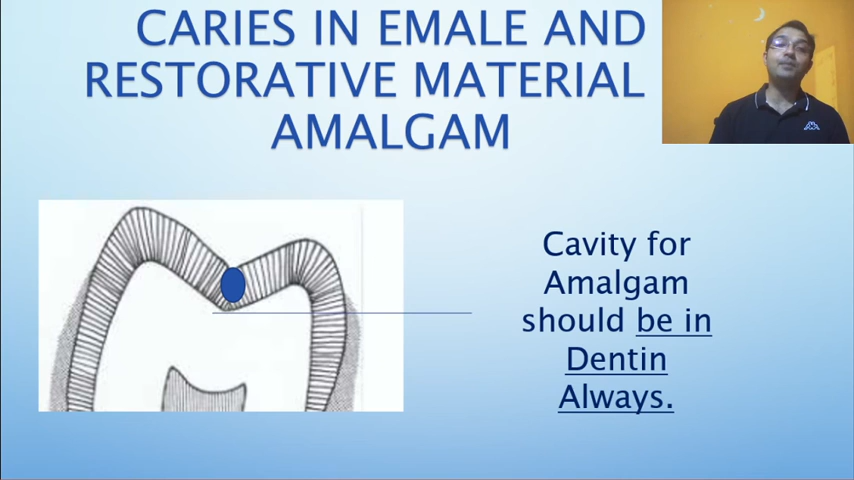 CARIES IN EMALE AND
RESTORATIVE MATERIAL
AMALGAM
Cavity for
Amalgam
should be in
Dentin
Always.